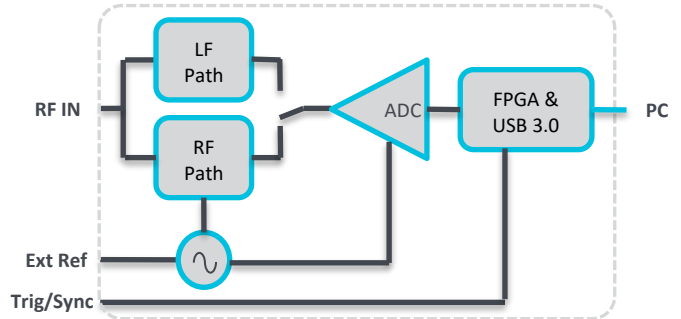 LF
Path
RF IN
RF
Path
ADC
FPGA &
USB 3.0
PC
Ext Ref
Trig/Sync